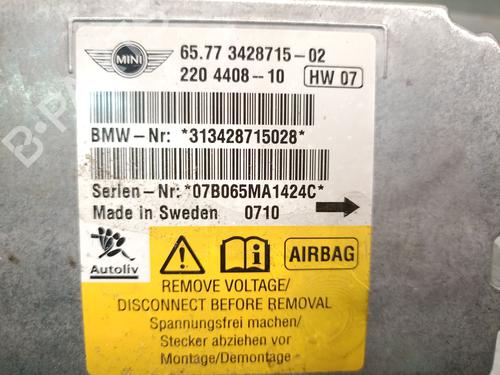 MINI
65.77 3428715-02
220 4408-10 HW 07
BMW-Nr: *313428715028*
Serien-Nr: *07B065MA1424C*
Made in Sweden 0710
Autoliv
AIRBAG
REMOVE VOLTAGE/
DISCONNECT BEFORE REMOVAL
Spannungsfrei machen/
Stecker abziehen vor
Montage/Demontage